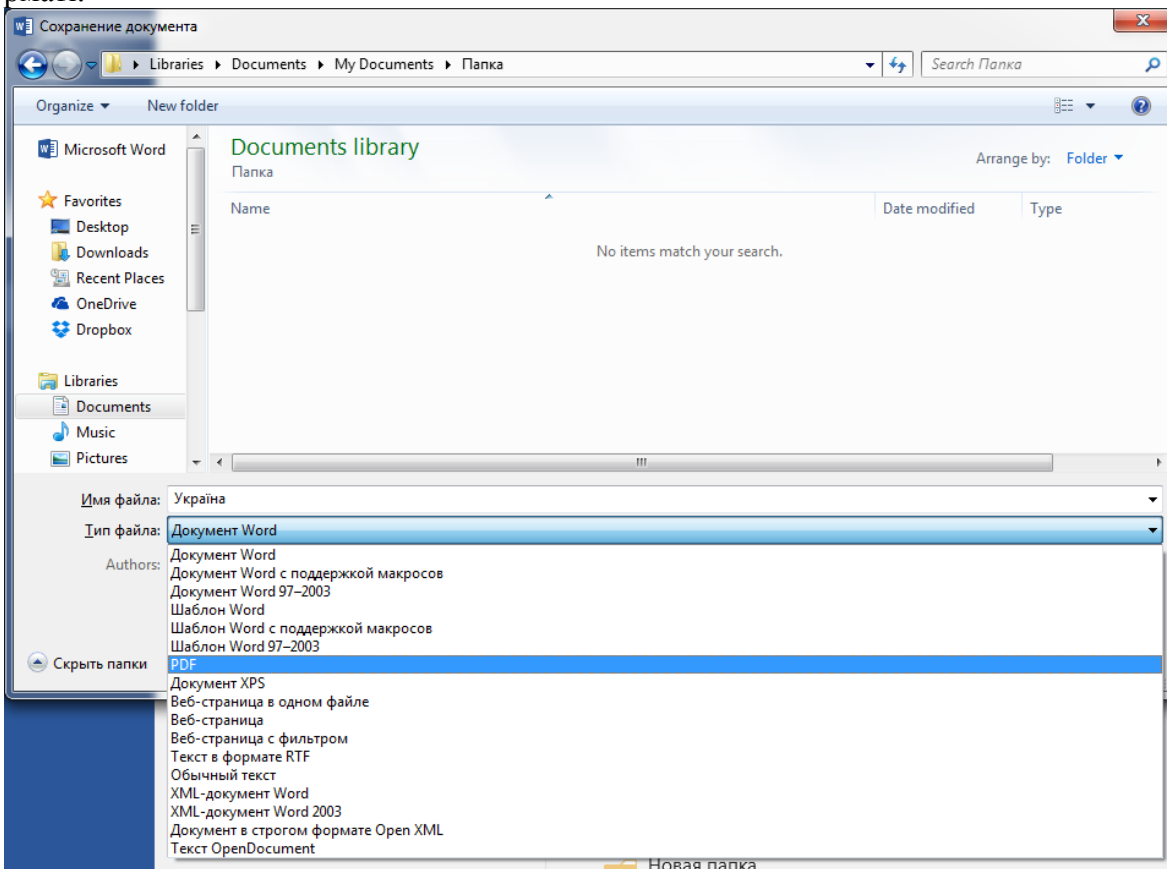 Сохранение документа
Libraries Documents My Documents Папка
Search Папка
Organize New folder
Microsoft Word
Favorites
Desktop
Downloads
Recent Places
OneDrive
Dropbox
Libraries
Documents
Music
Pictures
Documents library
Папка
Arrange by: Folder
Name Date modified Type
No items match your search.
Имя файла: Україна
Тип файла: Документ Word
Authors:
Документ Word
Документ Word с поддержкой макросов
Документ Word 97–2003
Шаблон Word
Шаблон Word с поддержкой макросов
Шаблон Word 97–2003
PDF
Документ XPS
Веб-страница в одном файле
Веб-страница
Веб-страница с фильтром
Текст в формате RTF
Обычный текст
XML-документ Word
XML-документ Word 2003
Документ в строгом формате Open XML
Текст OpenDocument
Скрыть папки
Новая папка